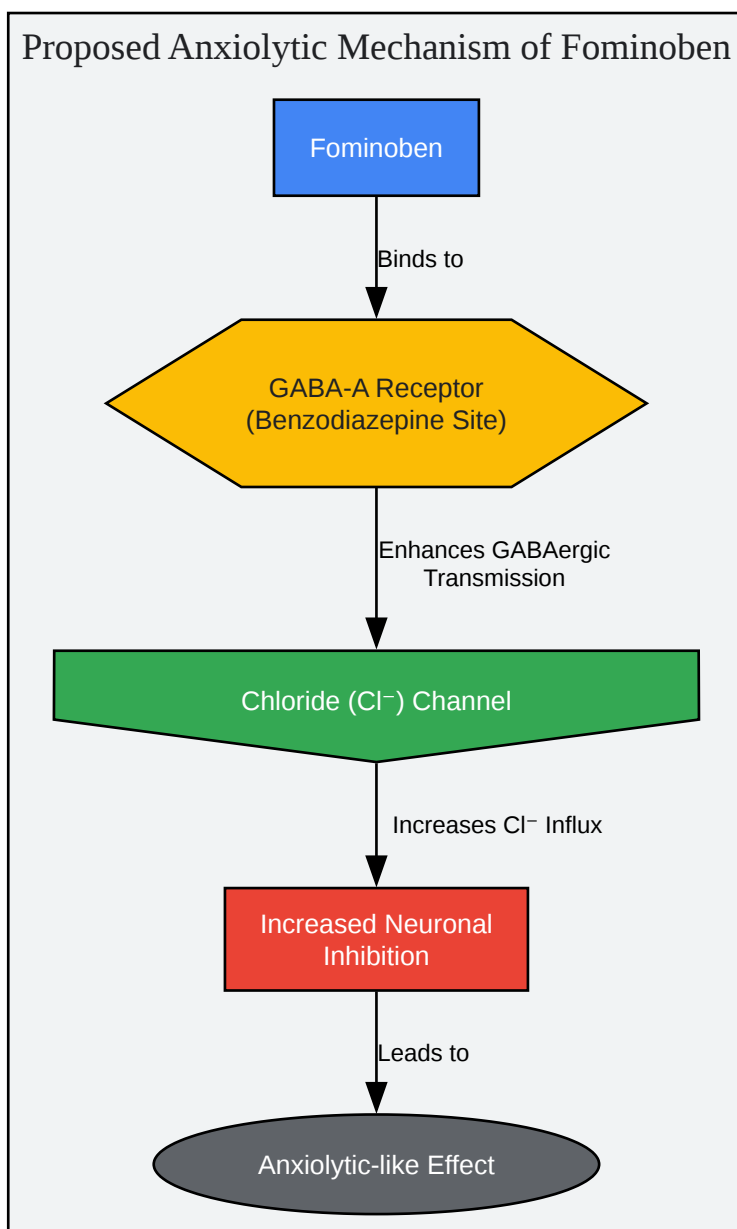 Proposed Anxiolytic Mechanism of Fominoben
Fominoben
Binds to
GABA-A Receptor
(Benzodiazepine Site)
Enhances GABAergic
Transmission
Chloride (Cl⁻) Channel
Increases Cl⁻ Influx
Increased Neuronal
Inhibition
Leads to
Anxiolytic-like Effect